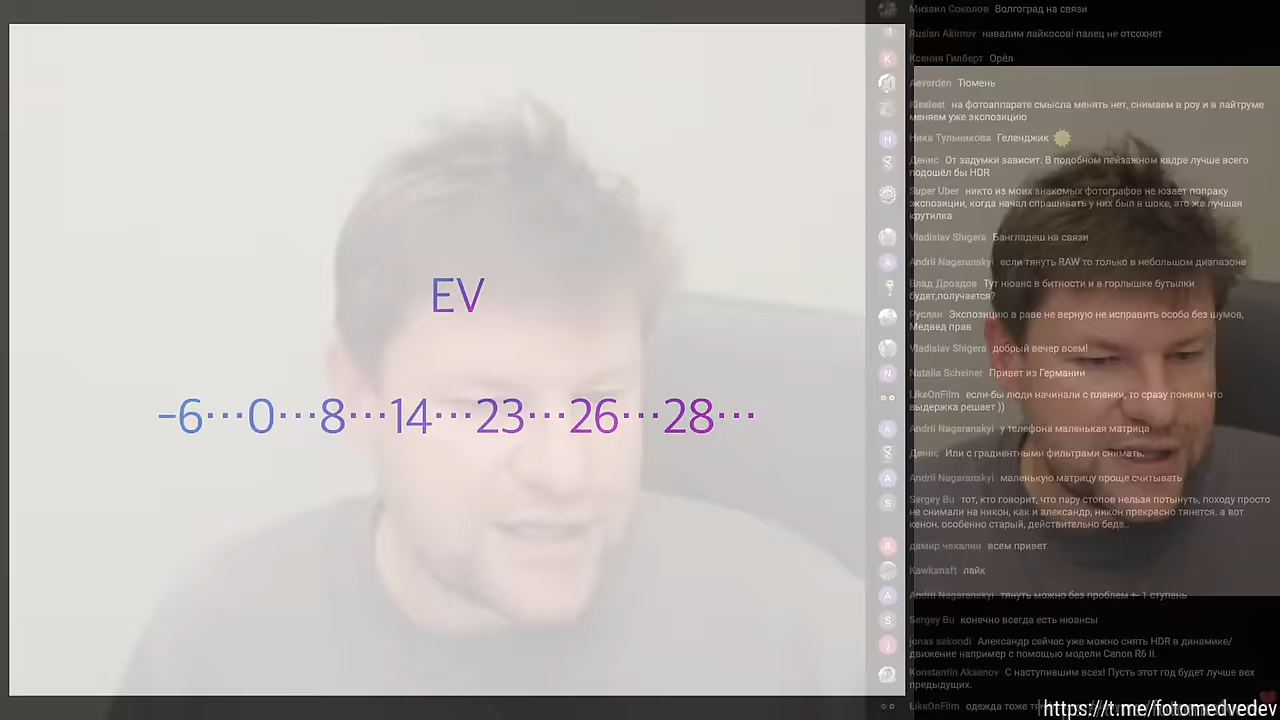 EV
–6···0···8···14···23···26···28···
Михаил Соколов Волгоград на связи
Ruslan Akimov навалим лайкосов! палец не отсохнет
Ксения Гилберт Орёл
Aeverden Тюмень
Kiseleet на фотоаппарате смысла менять нет, снимаем в роу и в лайтруме
меняем уже экспозицию
Ника Тульникова Геленджик
Денис От задумки зависит. В подобном пейзажном кадре лучше всего
подошёл бы HDR
Super Uber никто из моих знакомых фотографов не юзает попраку
экспозиции, когда начал спрашивать у них был в шоке, это же лучшая
крутилка
Vladislav Shigera Бангладеш на связи
Andrii Nagaranskyi если тянуть RAW то только в небольшом диапазоне
Влад Дроздов Тут нюанс в битности и в горлышке бутылки
будет,получается?
Руслан Экспозицию в раве не верную не исправить особо без шумов,
Медвед прав
Vladislav Shigera добрый вечер всем!
Natalia Scheiner Привет из Германии
LikeOnFilm если бы люди начинали с пленки, то сразу поняли что
выдержка решает ))
Andrii Nagaranskyi у телефона маленькая матрица
Денис Или с градиентными фильтрами снимать.
Andrii Nagaranskyi маленькую матрицу проще считывать
Sergey Bu тот, кто говорит, что пару стопов нельзя потынуть, походу просто
не снимали на никон, как и александр, никон прекрасно тянется. а вот
кенон, особенно старый, действительно беда..
дамир чекалин всем привет
Kawkanaft лайк
Andrii Nagaranskyi тянуть можно без проблем +- 1 ступень
Sergey Bu конечно всегда есть нюансы
jonas sekondi Александр сейчас уже можно снять HDR в динамике/
движение например с помощью модели Canon R6 II.
Konstantin Aksenov С наступившим всех! Пусть этот год будет лучше вех
предыдущих.
LikeOnFilm одежда тоже
https://t.me/fotomedvedev